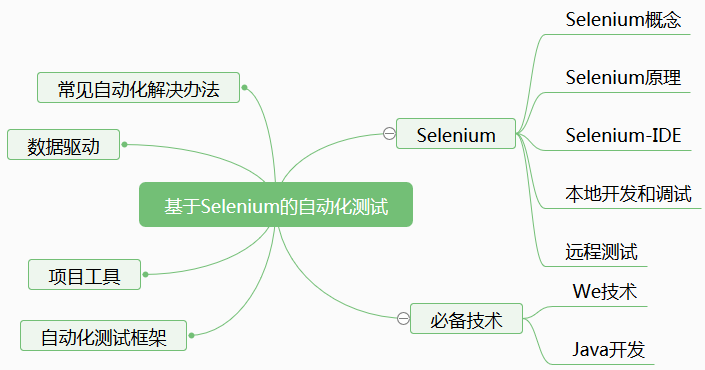 基于Selenium的自动化测试
Selenium
Selenium概念
Selenium原理
Selenium-IDE
本地开发和调试
远程测试
必备技术
We技术
Java开发
常见自动化解决办法
数据驱动
项目工具
自动化测试框架